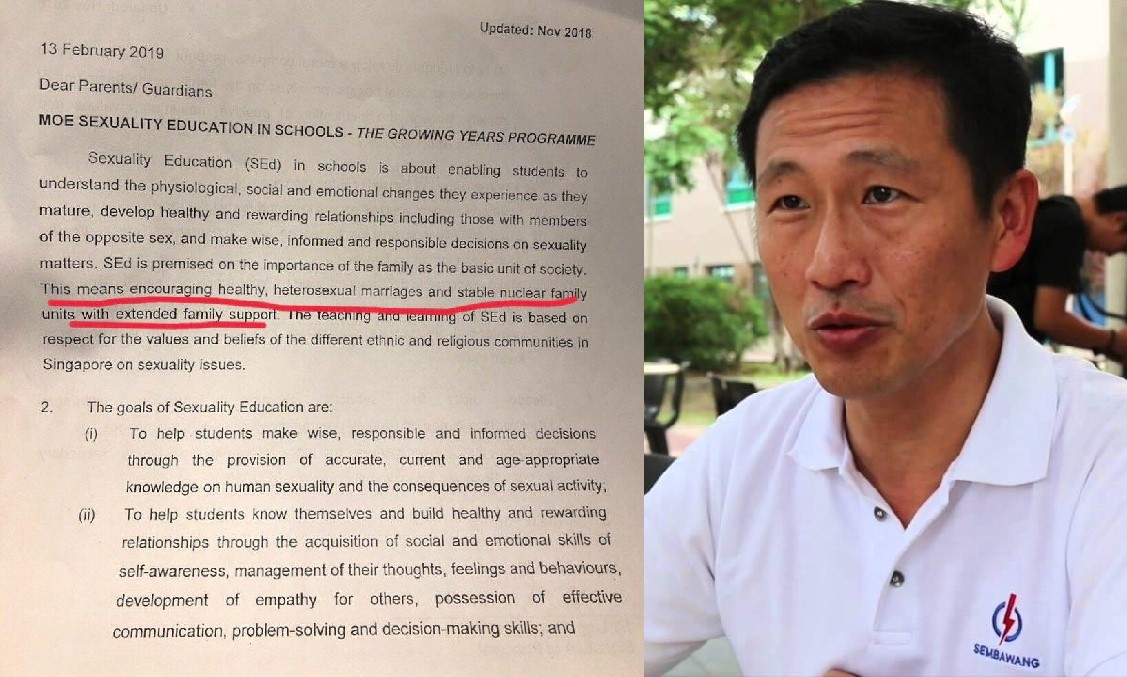 Updated: Nov 2018
13 February 2019
Dear Parents/ Guardians
MOE SEXUALITY EDUCATION IN SCHOOLS - THE GROWING YEARS PROGRAMME
Sexuality Education (SEd) in schools is about enabling students to
understand the physiological, social and emotional changes they experience as they
mature, develop healthy and rewarding relationships including those with members
of the opposite sex, and make wise, informed and responsible decisions on sexuality
matters. SEd is premised on the importance of the family as the basic unit of society.
This means encouraging healthy, heterosexual marriages and stable nuclear family
units with extended family support. The teaching and learning of SEd is based on
respect for the values and beliefs of the different ethnic and religious communities in
Singapore on sexuality issues.
2. The goals of Sexuality Education are:
(i) To help students make wise, responsible and informed decisions
through the provision of accurate, current and age-appropriate
knowledge on human sexuality and the consequences of sexual activity;
(ii) To help students know themselves and build healthy and rewarding
relationships through the acquisition of social and emotional skills of
self-awareness, management of their thoughts, feelings and behaviours,
development of empathy for others, possession of effective
communication, problem-solving and decision-making skills; and
SEMBAWANG